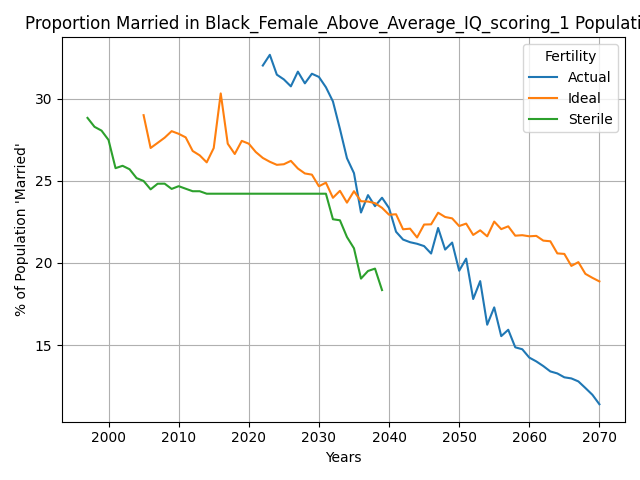 Proportion Married in Black_Female_Above_Average_IQ_scoring_1 Populati
Fertility
Actual
Ideal
Sterile
% of Population 'Married'
30
25
20
15
2000 2010 2020 2030 2040 2050 2060 2070
Years